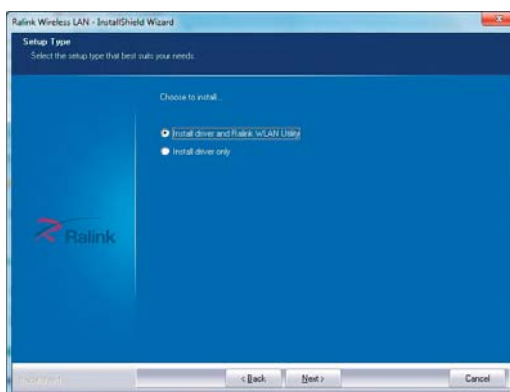 Ralink Wireless LAN - InstallShield Wizard
Setup Type
Select the setup type that best suits your needs.
Choose to install...
Install driver and Ralink WLAN Utility
Install driver only
Ralink
InstallShield
< Back
Next >
Cancel